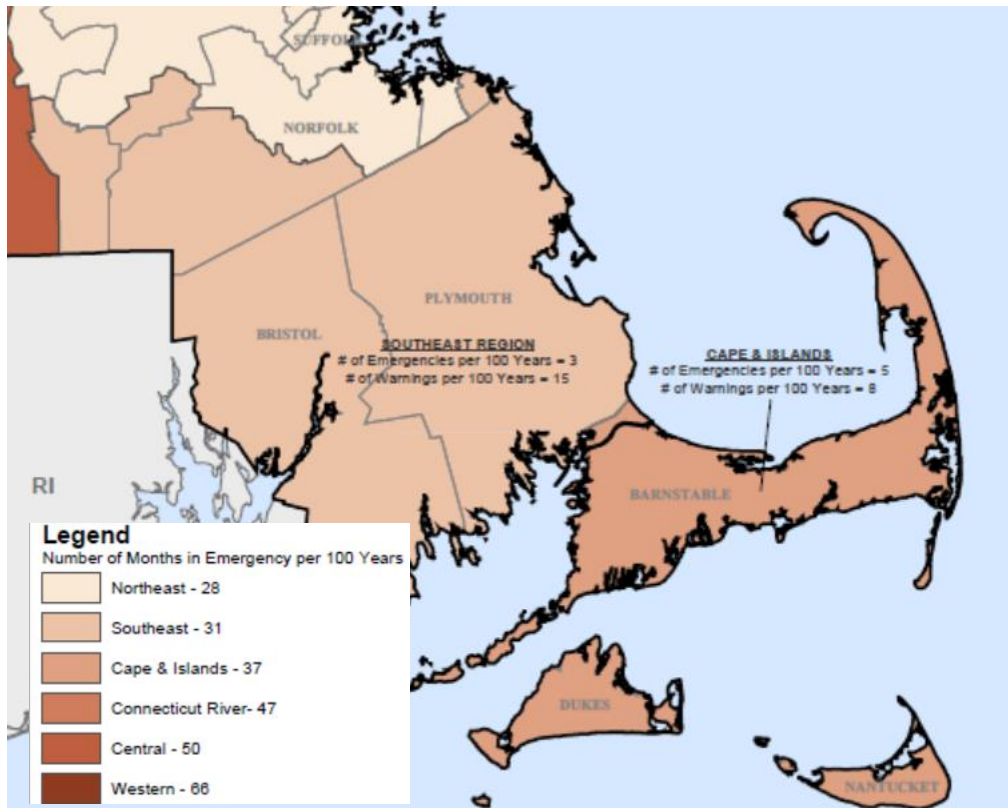 SUFFOLK
NORFOLK
PLYMOUTH
BRISTOL
SOUTHEAST REGION
# of Emergencies per 100 Years = 3
# of Warnings per 100 Years = 15
CAPE & ISLANDS
# of Emergencies per 100 Years = 5
# of Warnings per 100 Years = 8
RI
BARNSTABLE
DUKES
NANTUCKET
Legend
Number of Months in Emergency per 100 Years
Northeast - 28
Southeast - 31
Cape & Islands - 37
Connecticut River- 47
Central - 50
Western - 66